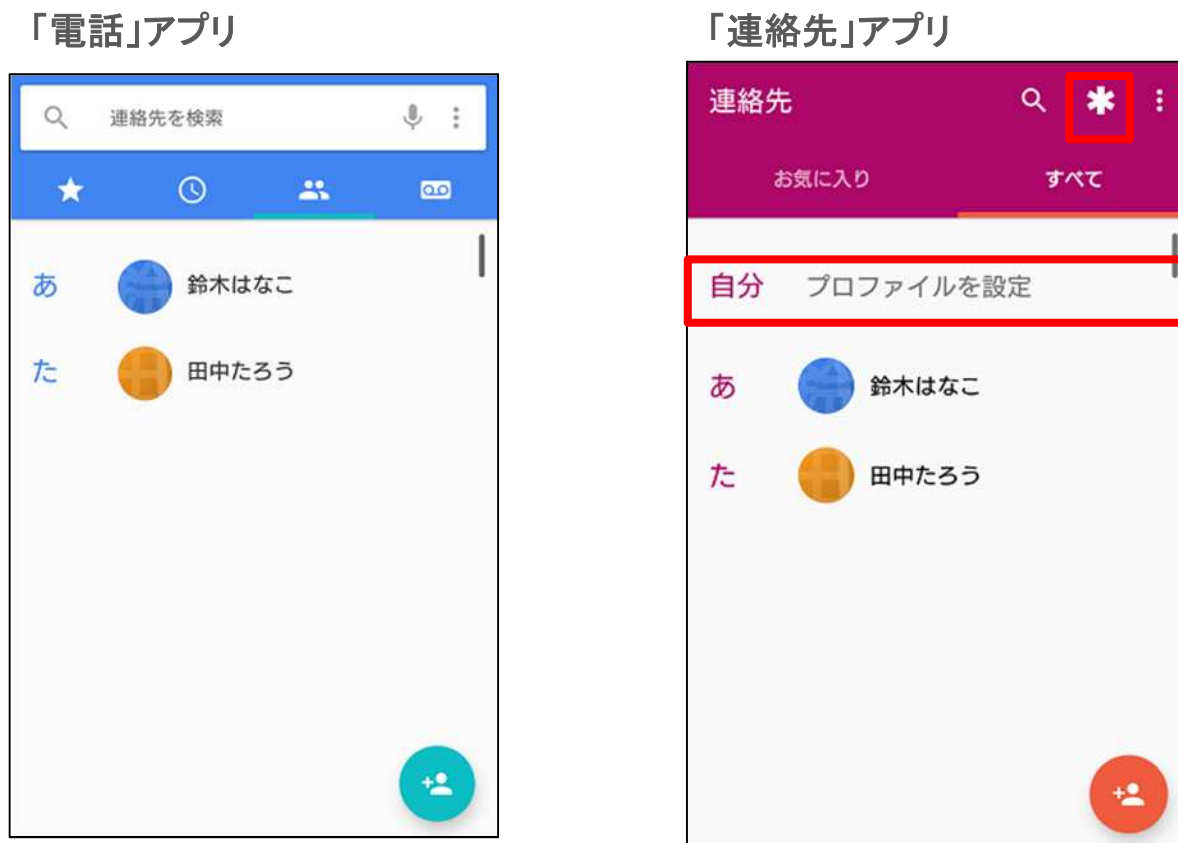 「電話」アプリ
連絡先を検索
あ 鈴木はなこ
た 田中たろう
「連絡先」アプリ
連絡先
お気に入り すべて
自分 プロファイルを設定
あ 鈴木はなこ
た 田中たろう